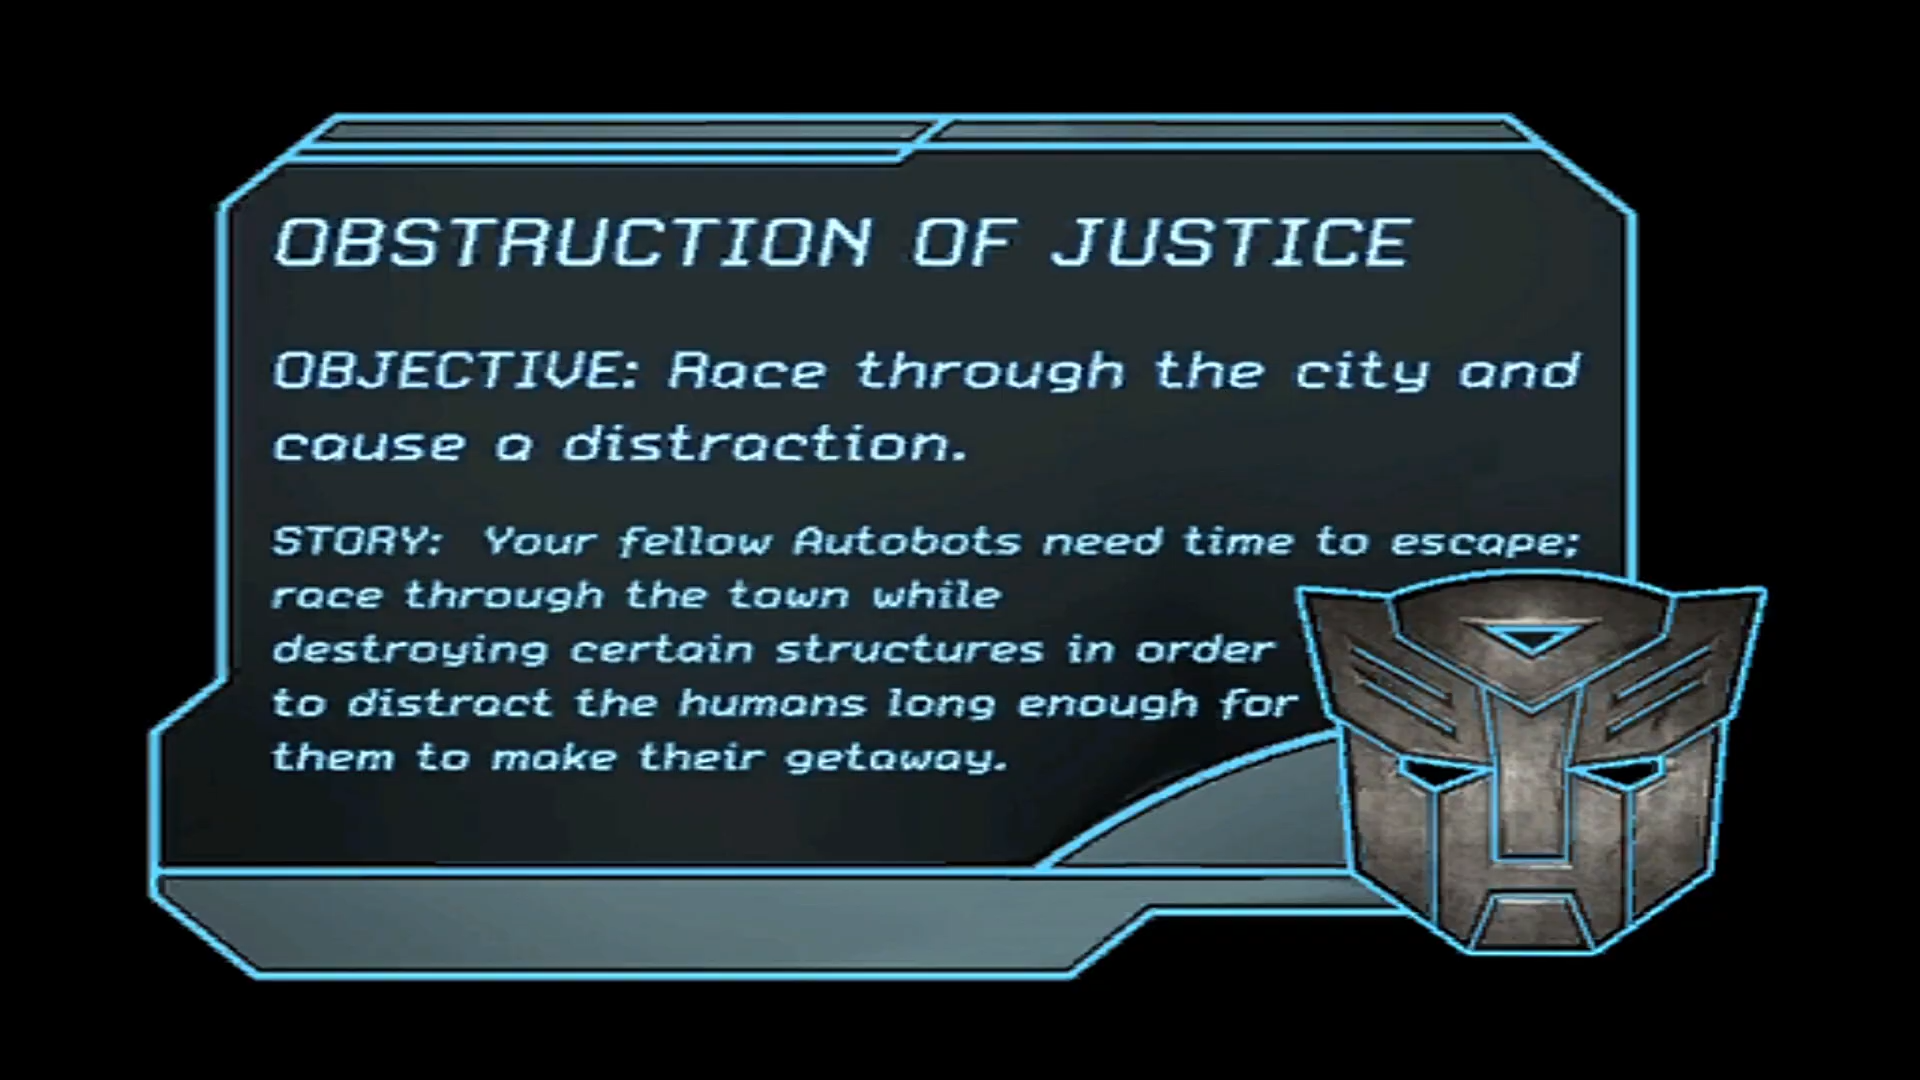 OBSTRUCTION OF JUSTICE
OBJECTIVE: Race through the city and
cause a distraction.
STORY: Your fellow Autobots need time to escape;
race through the town while
destroying certain structures in order
to distract the humans long enough for
them to make their getaway.